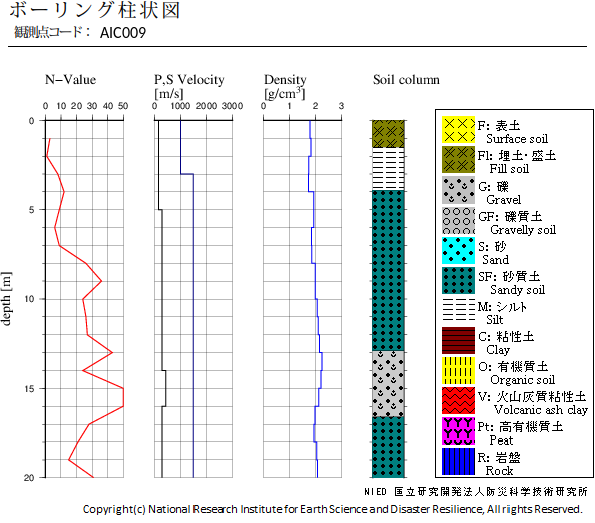 ボーリング柱状図
観測点コード： AIC009
N-Value
P,S Velocity
[m/s]
Density
[g/cm³]
Soil column
0 10 20 30 40 50
0 1000 2000 3000
0 1 2 3
depth [m]
0
5
10
15
20
F: 表土
Surface soil
Fl: 埋土・盛土
Fill soil
G: 礫
Gravel
GF: 礫質土
Gravelly soil
S: 砂
Sand
SF: 砂質土
Sandy soil
M: シルト
Silt
C: 粘性土
Clay
O: 有機質土
Organic soil
V: 火山灰質粘性土
Volcanic ash clay
Pt: 高有機質土
Peat
R: 岩盤
Rock
NIED 国立研究開発法人防災科学技術研究所
Copyright(c) National Research Institute for Earth Science and Disaster Resilience, All rights Reserved.